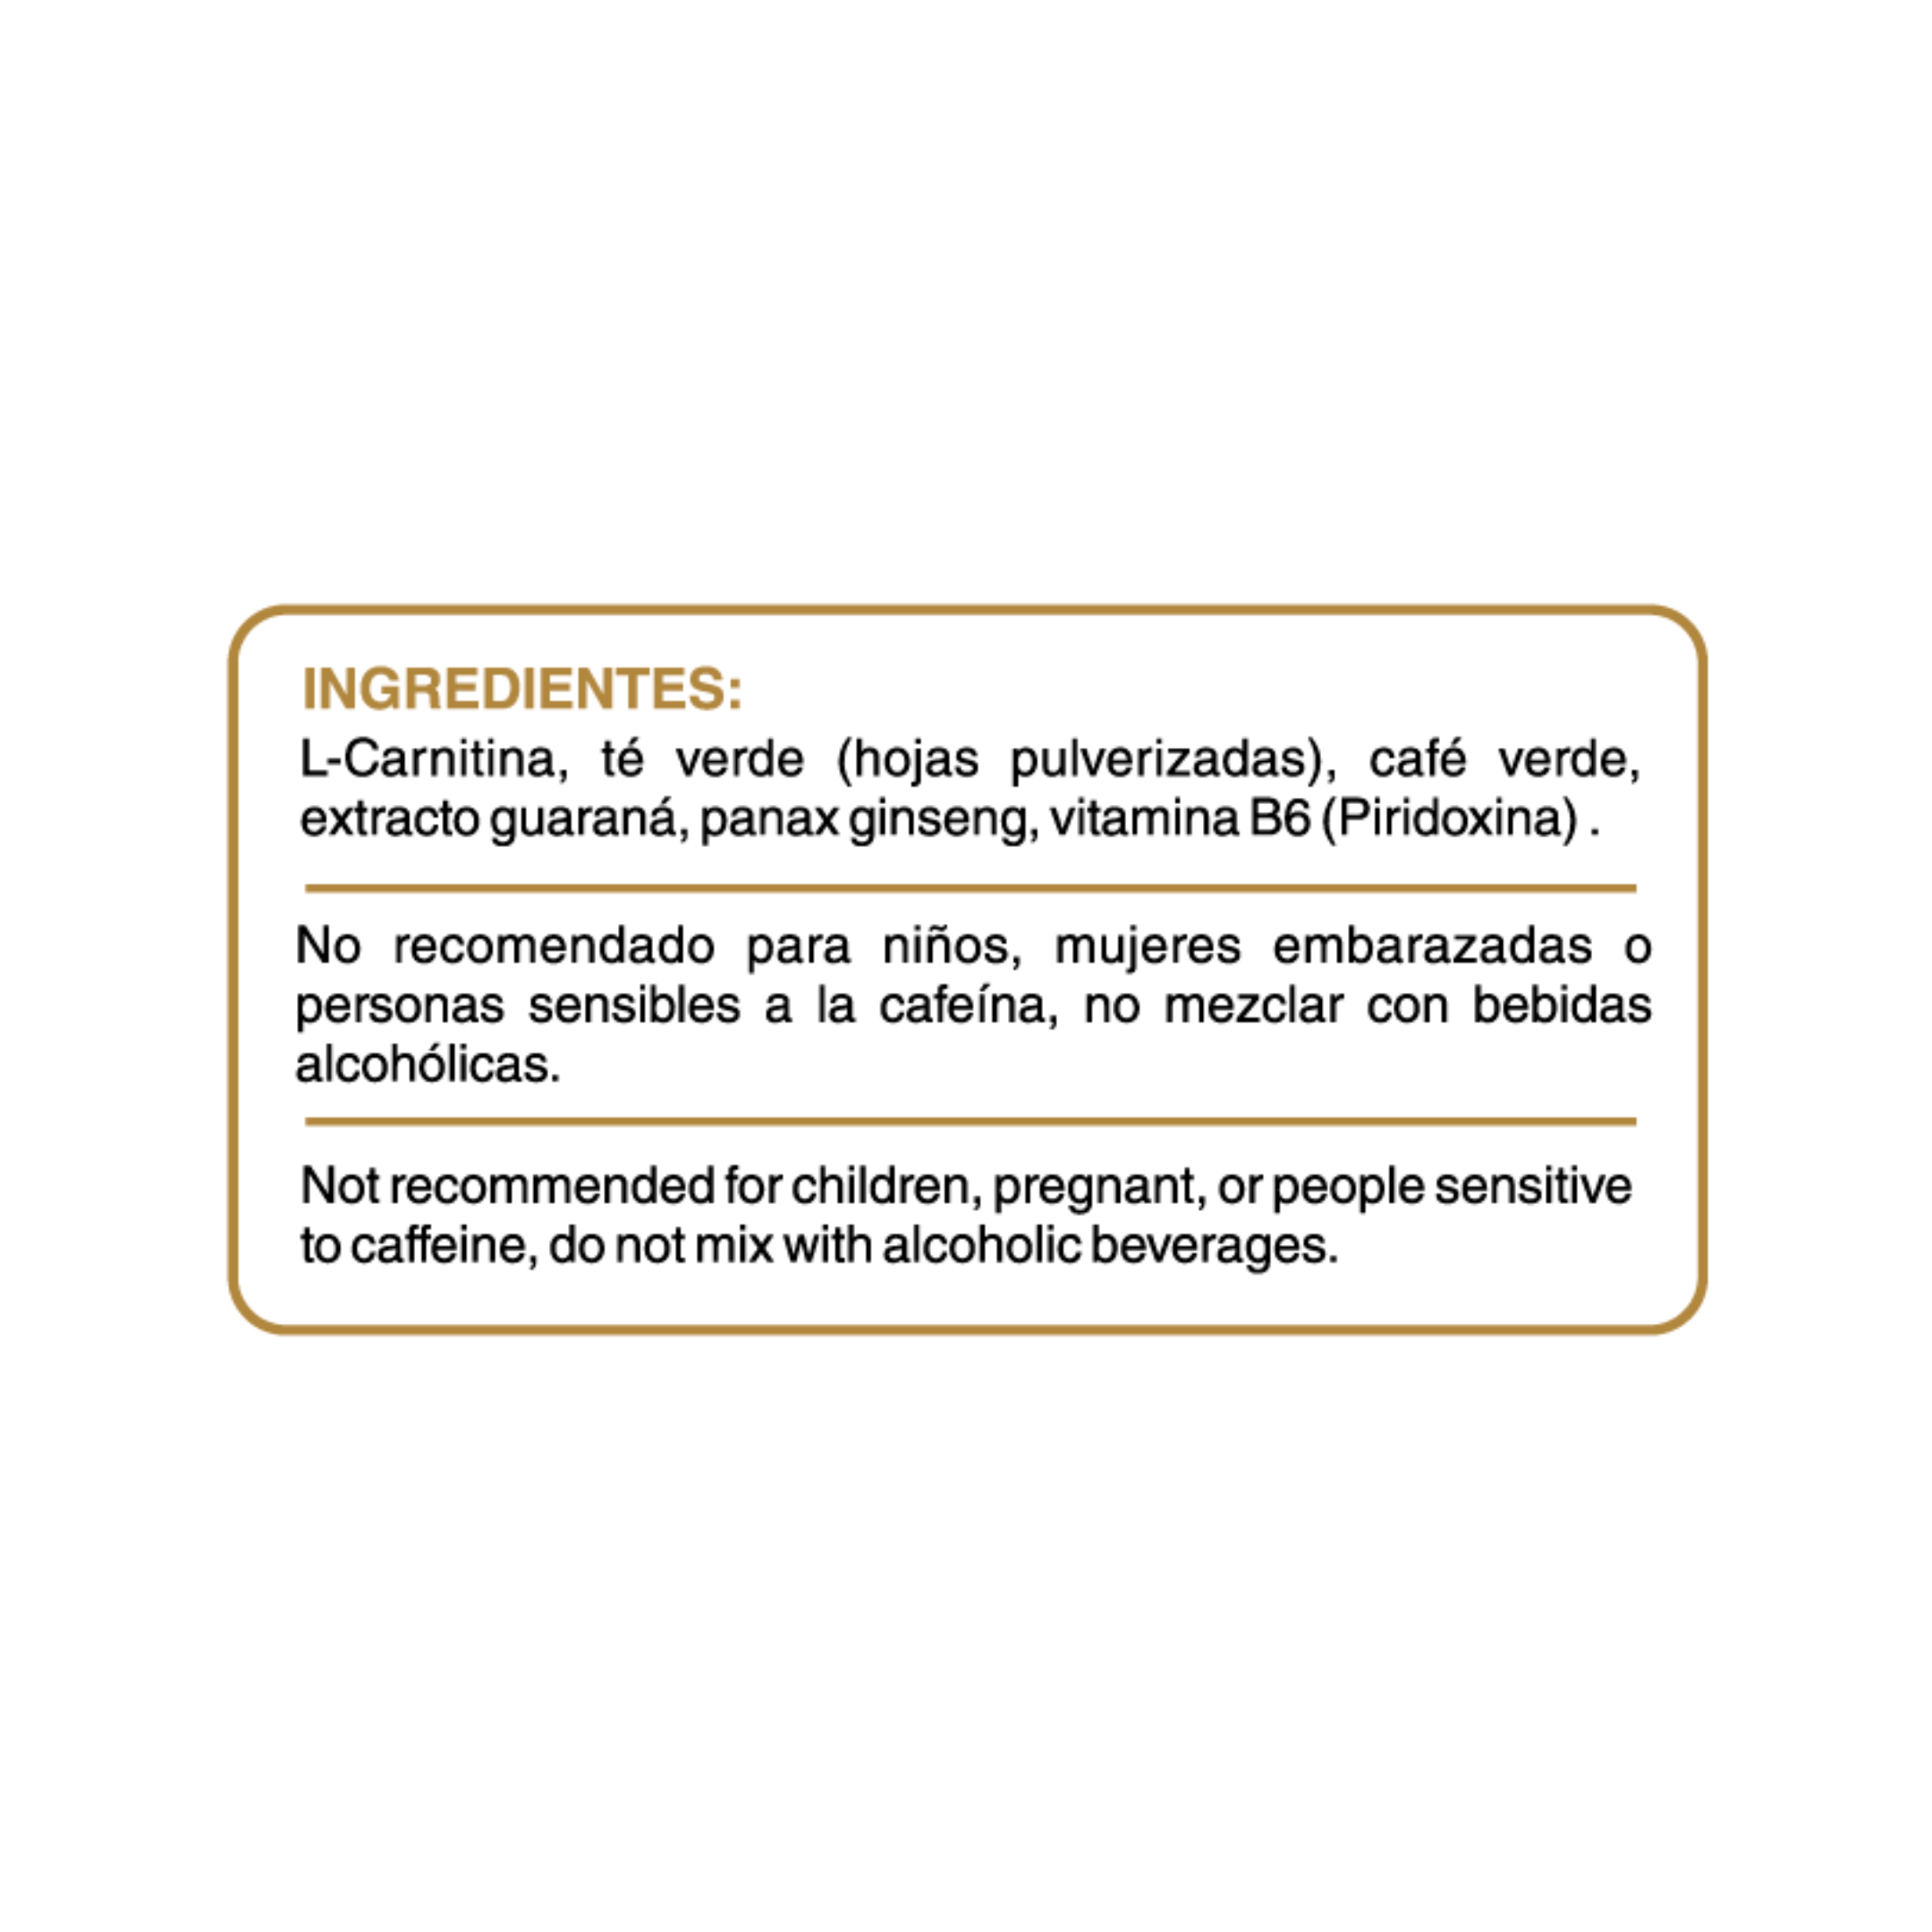 INGREDIENTES:
L-Carnitina, té verde (hojas pulverizadas), café verde,
extracto guaraná, panax ginseng, vitamina B6 (Piridoxina) .
No recomendado para niños, mujeres embarazadas o
personas sensibles a la cafeína, no mezclar con bebidas
alcohólicas.
Not recommended for children, pregnant, or people sensitive
to caffeine, do not mix with alcoholic beverages.